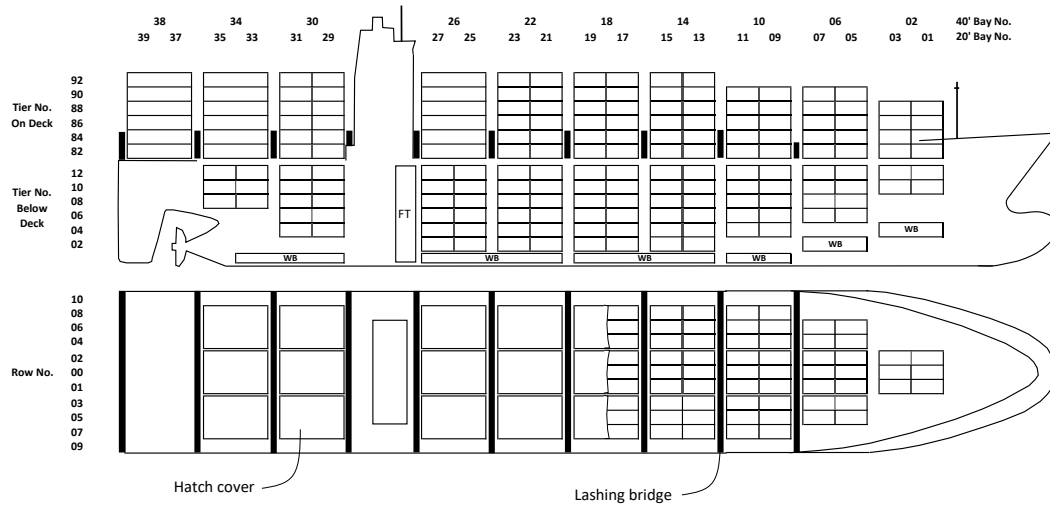 38 34 30 26 22 18 14 10 06 02 40' Bay No.
39 37 35 33 31 29 27 25 23 21 19 17 15 13 11 09 07 05 03 01 20' Bay No.
92
90
Tier No. 88
On Deck 86
84
82
12
10
Tier No. 08
Below 06
Deck 04
02
FT
WB WB WB WB WB WB
10
08
06
04
02
Row No. 00
01
03
05
07
09
Hatch cover
Lashing bridge